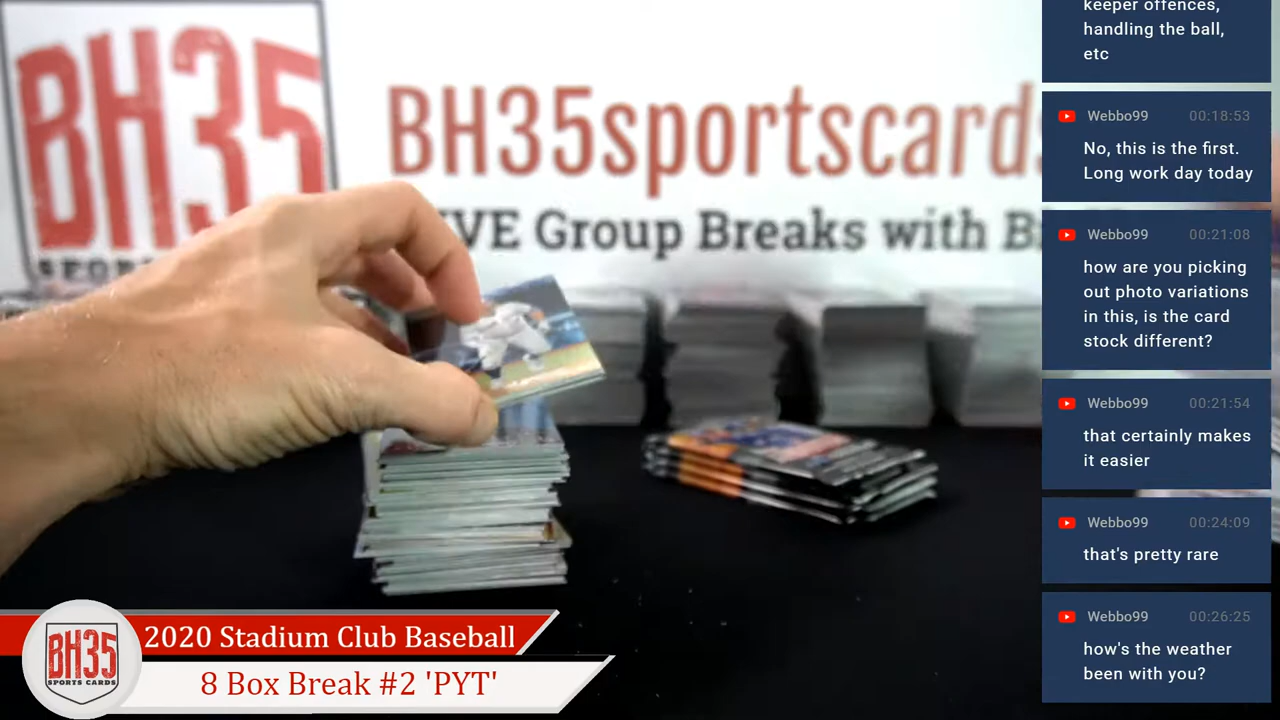 BH35
SPOR
BH35sportscards
VE Group Breaks with B
keeper offences,
handling the ball,
etc
Webbo99 00:18:53
No, this is the first.
Long work day today
Webbo99 00:21:08
how are you picking
out photo variations
in this, is the card
stock different?
Webbo99 00:21:54
that certainly makes
it easier
Webbo99 00:24:09
that's pretty rare
Webbo99 00:26:25
how's the weather
been with you?
BH35
SPORTS CARDS
2020 Stadium Club Baseball
8 Box Break #2 'PYT'